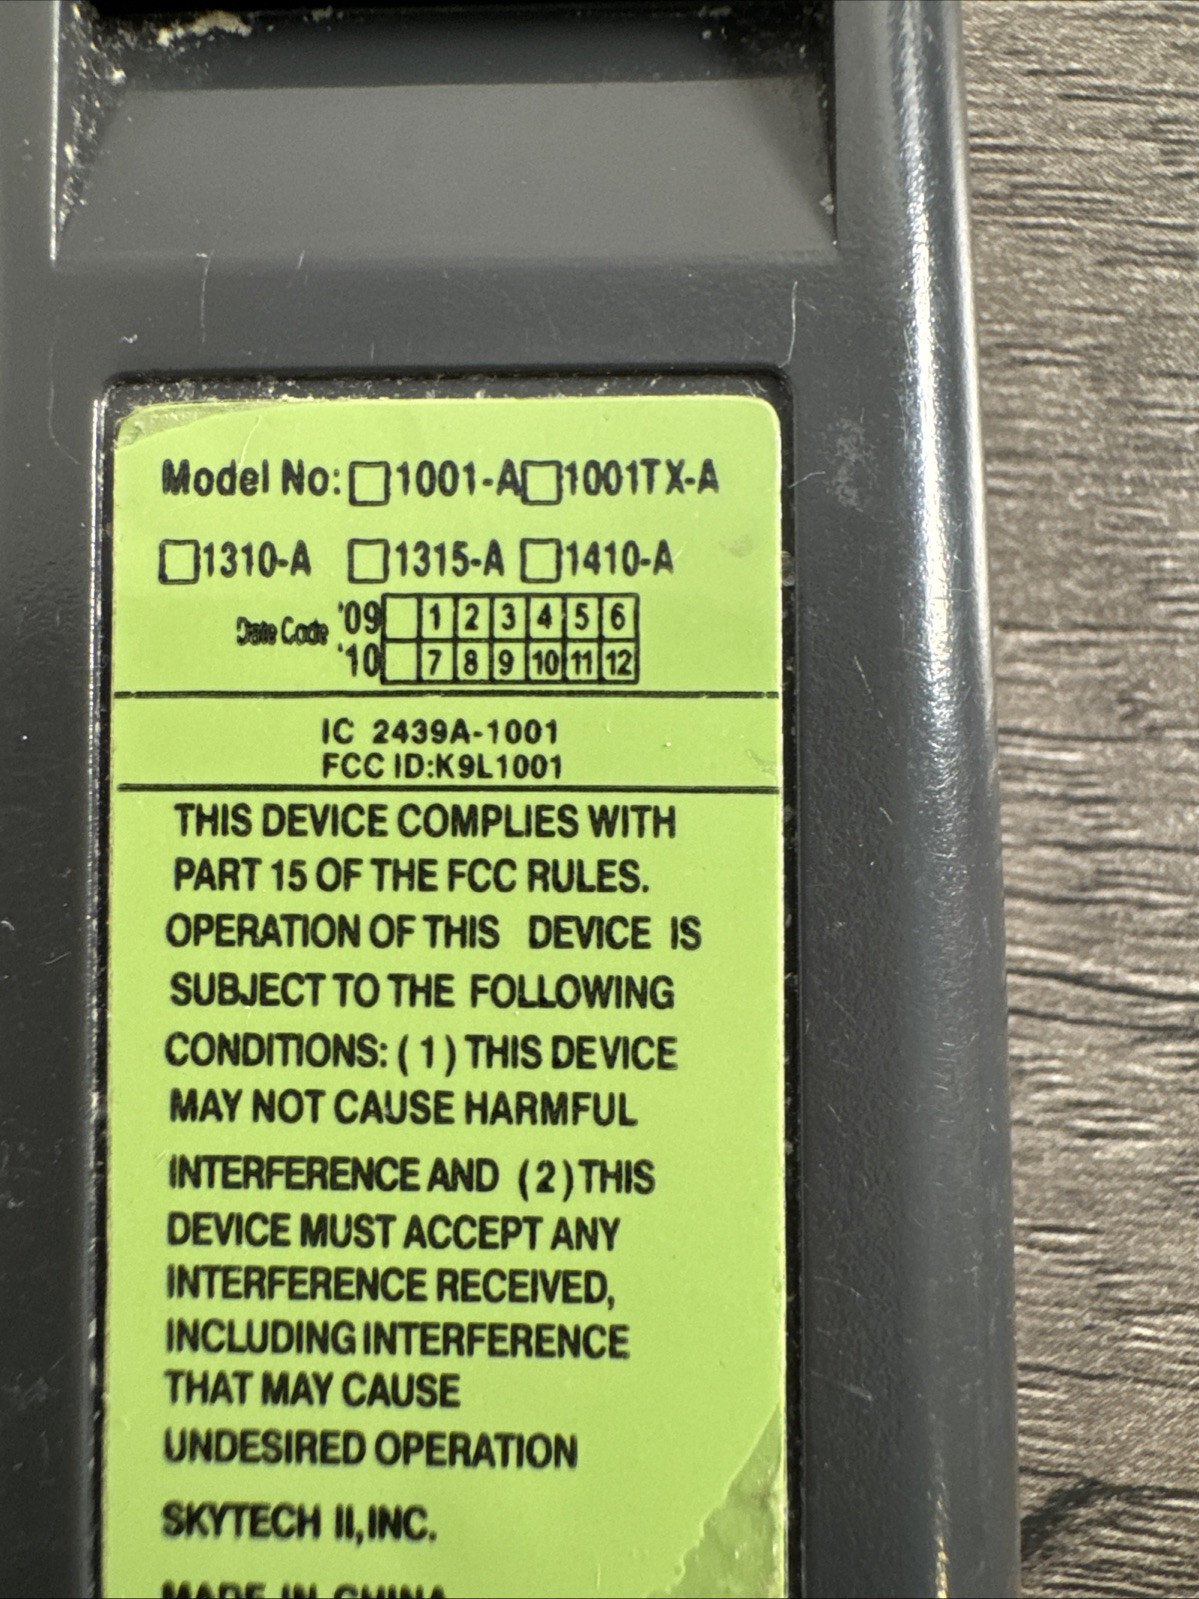 Model No: □1001-A □1001TX-A
□1310-A □1315-A □1410-A
Date Code '09 1 2 3 4 5 6
'10 7 8 9 10 11 12
IC 2439A-1001
FCC ID:K9L1001
THIS DEVICE COMPLIES WITH
PART 15 OF THE FCC RULES.
OPERATION OF THIS DEVICE IS
SUBJECT TO THE FOLLOWING
CONDITIONS: (1) THIS DEVICE
MAY NOT CAUSE HARMFUL
INTERFERENCE AND (2) THIS
DEVICE MUST ACCEPT ANY
INTERFERENCE RECEIVED,
INCLUDING INTERFERENCE
THAT MAY CAUSE
UNDESIRED OPERATION
SKYTECH II, INC.
MADE IN CHINA